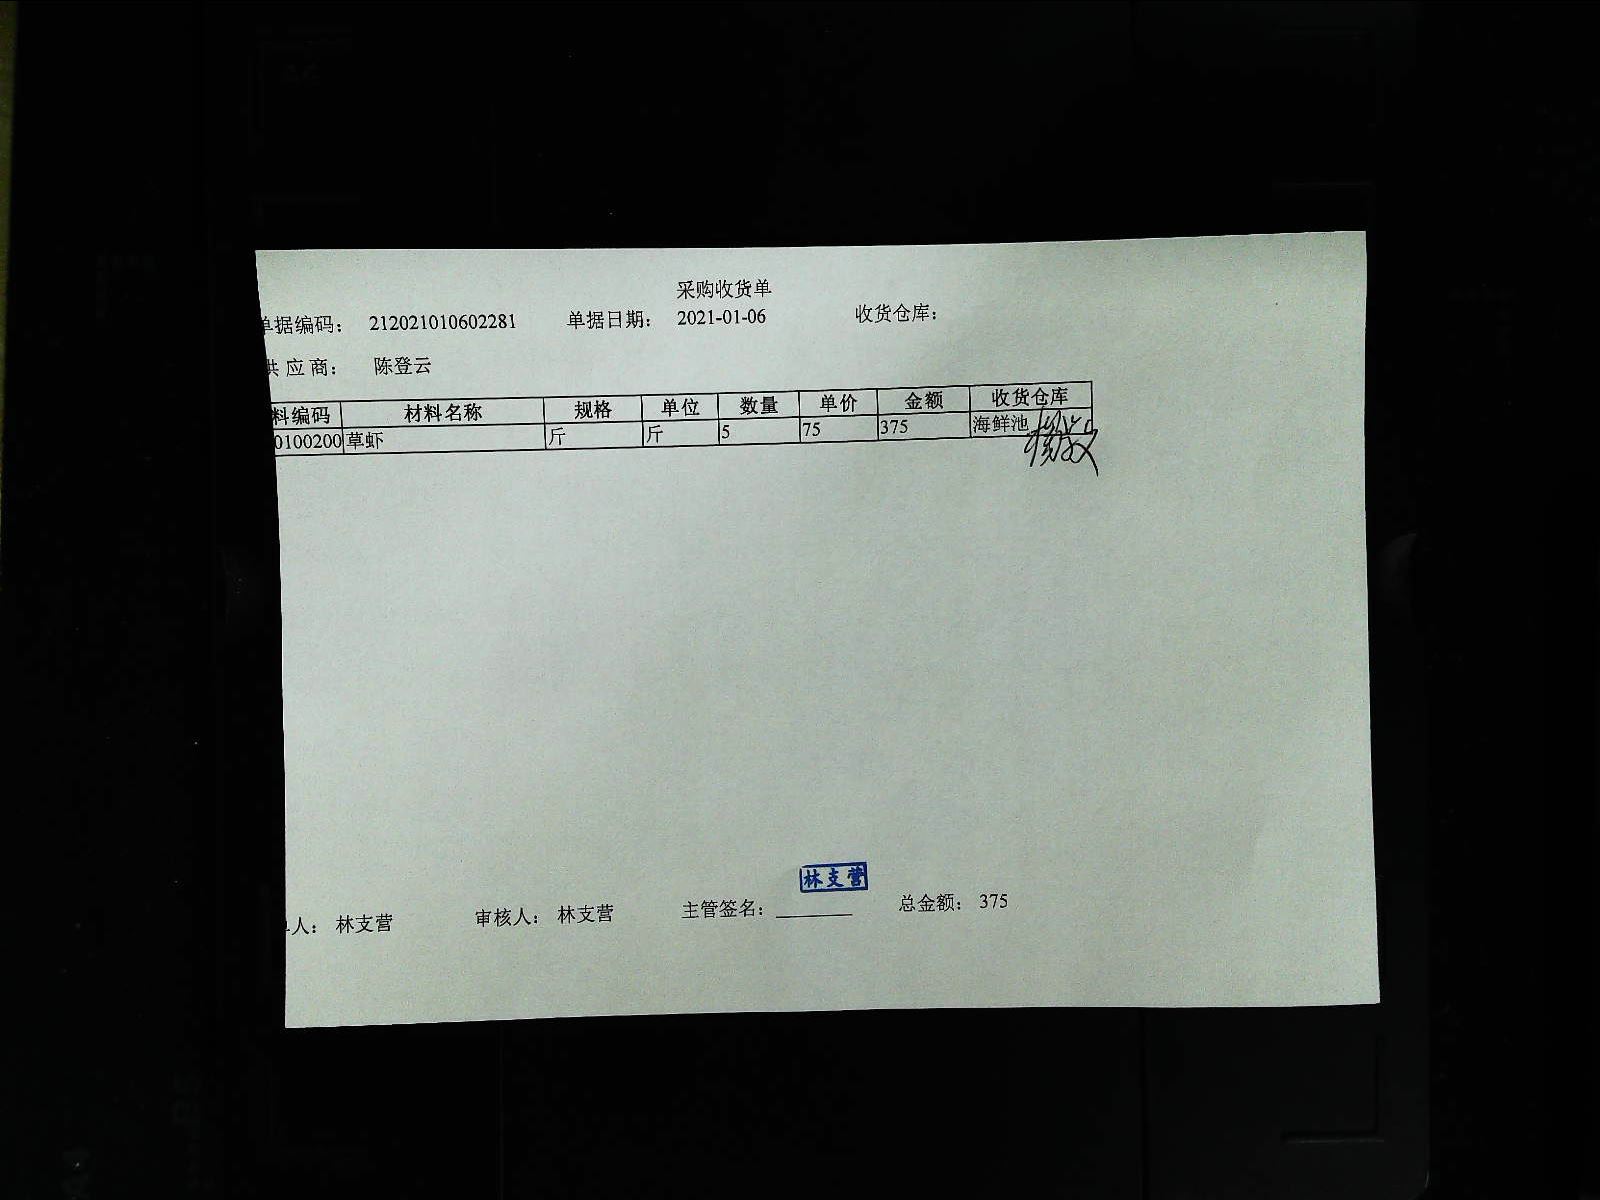 采购收货单
单据编码： 212021010602281 单据日期： 2021-01-06 收货仓库：
供应商： 陈登云
料编码 材料名称 规格 单位 数量 单价 金额 收货仓库
0100200 草虾 斤 斤 5 75 375 海鲜池
林支营
单人： 林支营 审核人： 林支营 主管签名： 总金额： 375